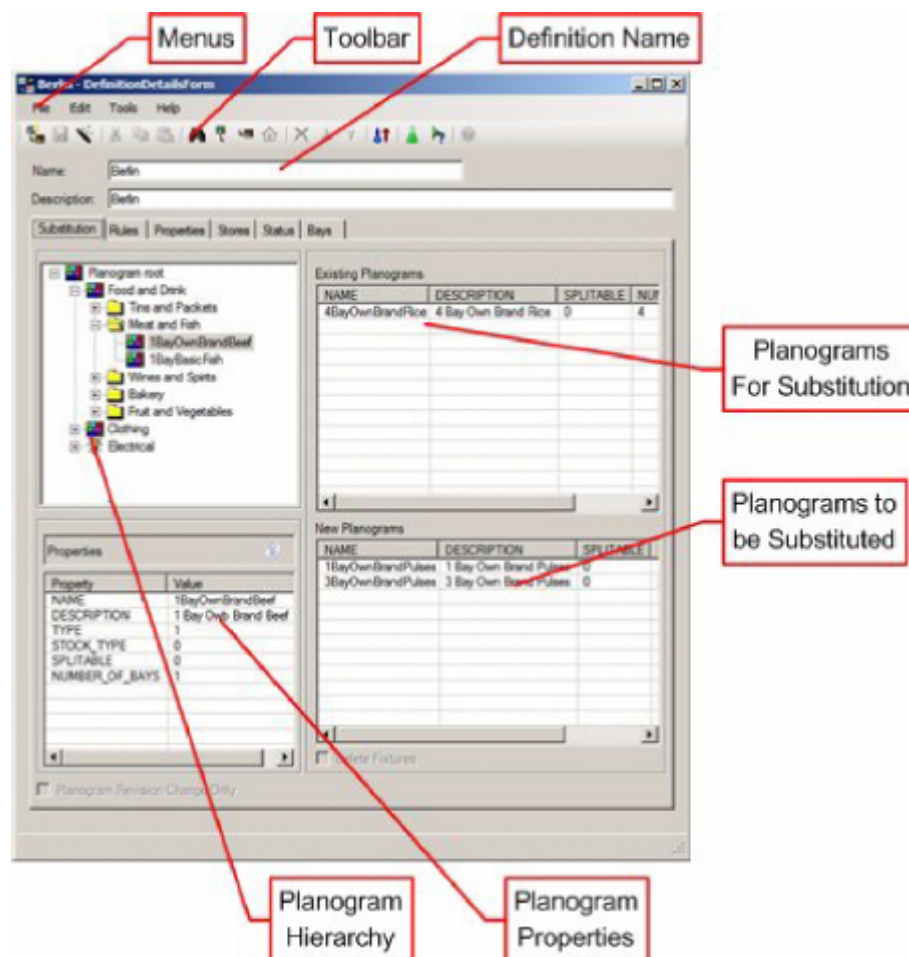 Menus
Toolbar
Definition Name
Berlin - DefinitionDetailsForm
File Edit Tools Help
Name: Berlin
Description: Berlin
Substitution Rules Properties Stores Status Bays
Planogram root
Food and Drink
Tins and Packets
Meat and Fish
1BayOwnBrandBeef
1BayBasicFish
Wines and Spirits
Bakery
Fruit and Vegetables
Clothing
Electrical
Existing Planograms
NAME DESCRIPTION SPLITABLE NUM
4BayOwnBrandRice 4 Bay Own Brand Rice 0 4
Planograms
For Substitution
Properties
Property Value
NAME 1BayOwnBrandBeef
DESCRIPTION 1 Bay Own Brand Beef
TYPE 1
STOCK_TYPE 0
SPLITABLE 0
NUMBER_OF_BAYS 1
New Planograms
NAME DESCRIPTION SPLITABLE
1BayOwnBrandPulses 1 Bay Own Brand Pulses 0
3BayOwnBrandPulses 3 Bay Own Brand Pulses 0
Planograms to
be Substituted
Delete Fixtures
Planogram Revision Change Only
Planogram
Hierarchy
Planogram
Properties